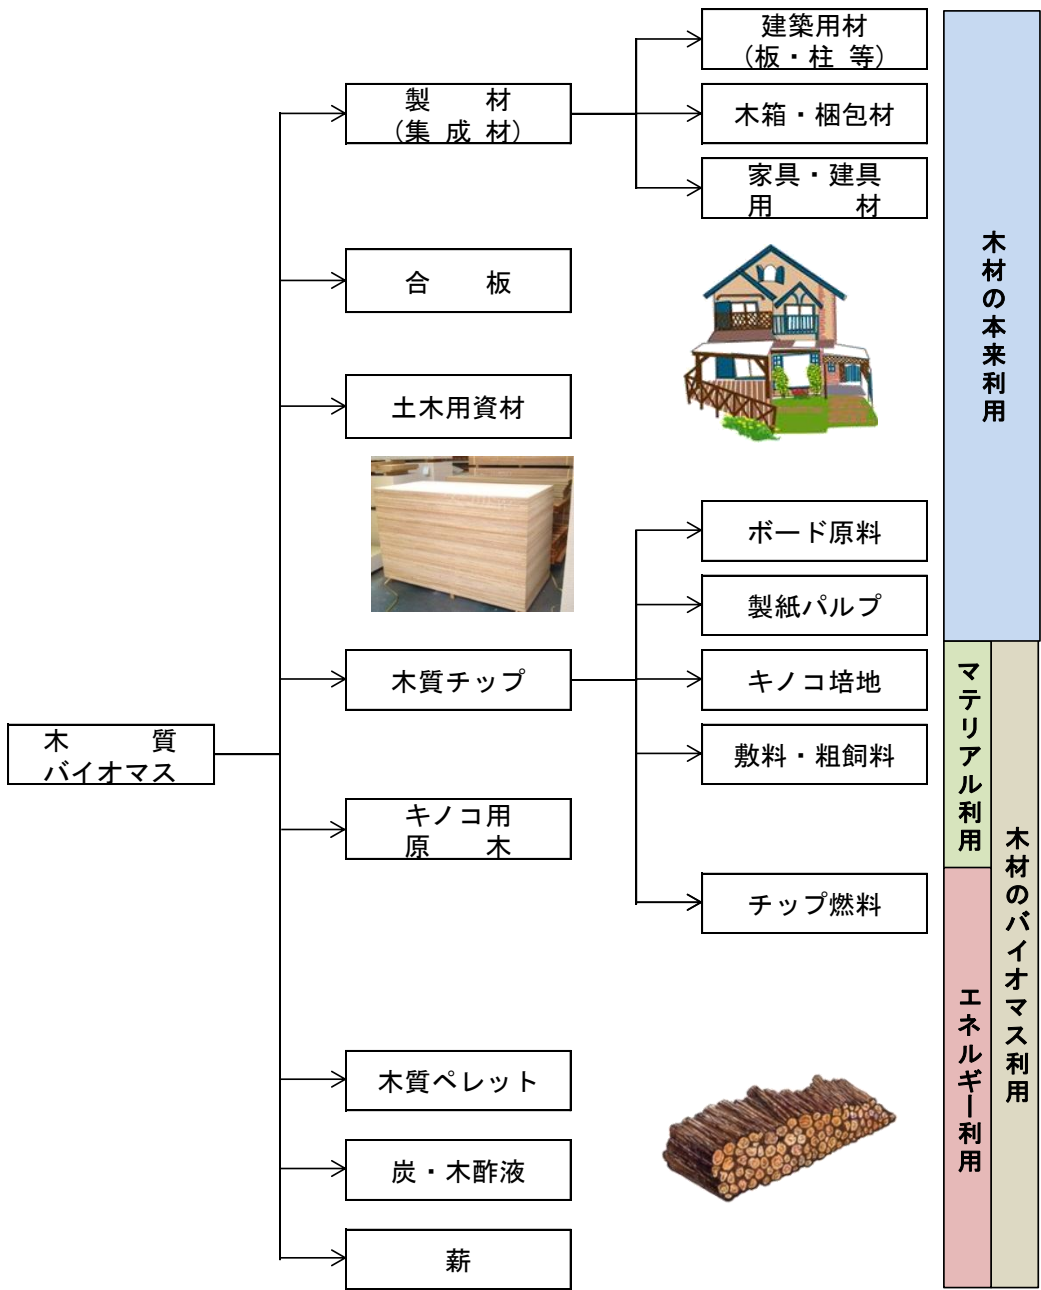 木　　　質
バイオマス
製　　材
（集 成 材）
建築用材
（板・柱 等）
木箱・梱包材
家具・建具
用　　　材
合　　板
土木用資材
木質チップ
ボード原料
製紙パルプ
キノコ培地
敷料・粗飼料
チップ燃料
キノコ用
原　　木
木質ペレット
炭・木酢液
薪
木材の本来利用
マテリアル利用
エネルギー利用
木材のバイオマス利用